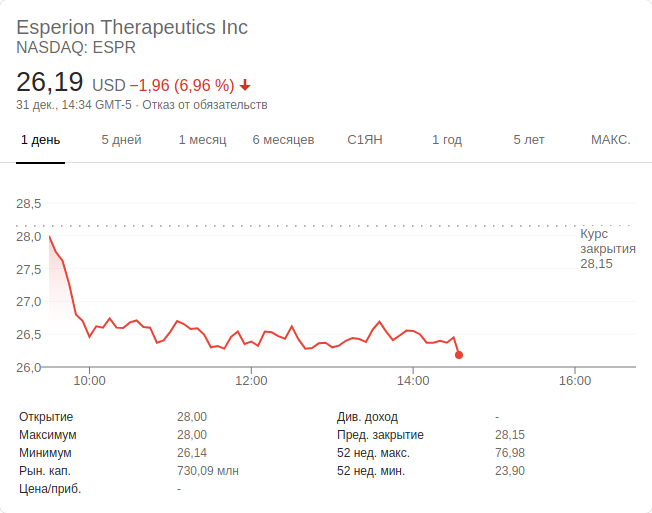 Esperion Therapeutics Inc
NASDAQ: ESPR
26,19 USD −1,96 (6,96 %)
31 дек., 14:34 GMT-5 · Отказ от обязательств
1 день 5 дней 1 месяц 6 месяцев С1ЯН 1 год 5 лет МАКС.
28,5
28,0
27,5
27,0
26,5
26,0
Курс
закрытия
28,15
10:00 12:00 14:00 16:00
Открытие 28,00 Див. доход -
Максимум 28,00 Пред. закрытие 28,15
Минимум 26,14 52 нед. макс. 76,98
Рын. кап. 730,09 млн 52 нед. мин. 23,90
Цена/приб. -